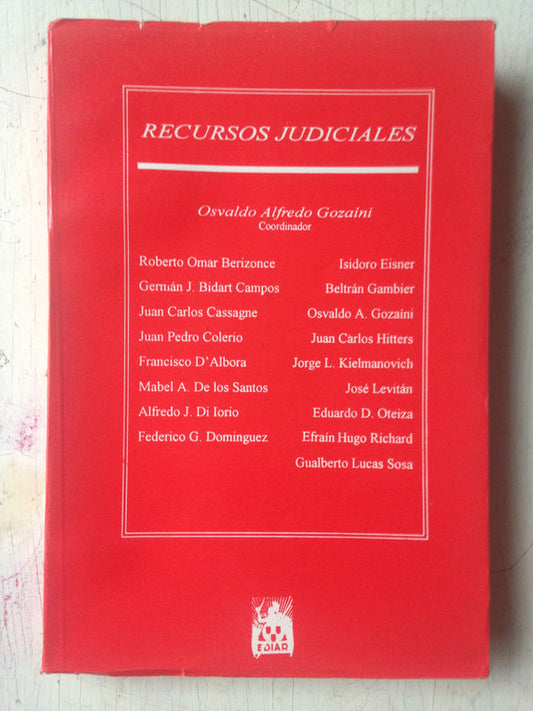 RECURSOS JUDICIALES
Osvaldo Alfredo Gozaíni
Coordinador
Roberto Omar Berizonce
Germán J. Bidart Campos
Juan Carlos Cassagne
Juan Pedro Colerio
Francisco D'Albora
Mabel A. De los Santos
Alfredo J. Di Iorio
Federico G. Dominguez
Isidoro Eisner
Beltrán Gambier
Osvaldo A. Gozaíni
Juan Carlos Hitters
Jorge L. Kielmanovich
José Levitán
Eduardo D. Oteiza
Efraín Hugo Richard
Gualberto Lucas Sosa
EDIAR